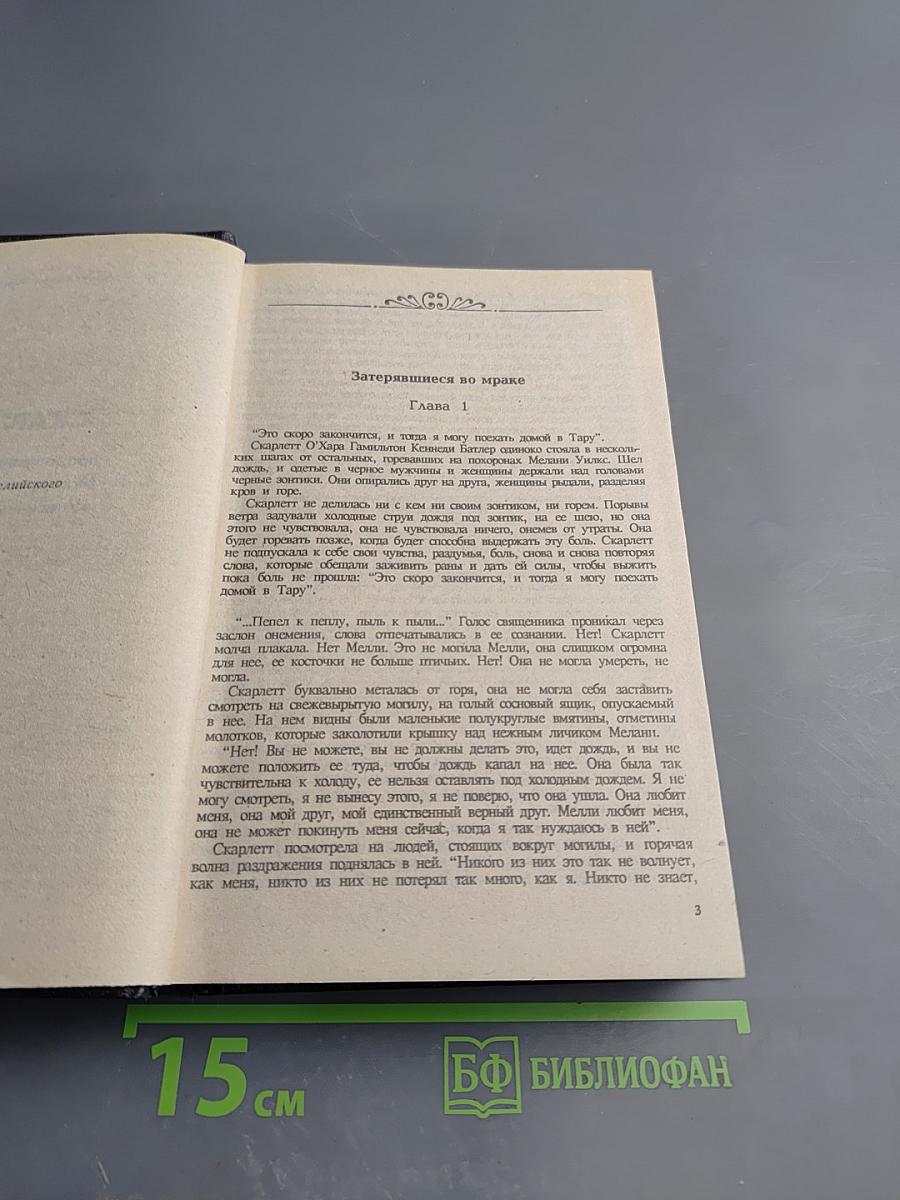 елийского
Затерявшиеся во мраке
Глава 1
"Это скоро закончится, и тогда я могу поехать домой в Тару".
Скарлетт О'Хара Гамильтон Кеннеди Батлер одиноко стояла в несколь-
ких шагах от остальных, горевавших на похоронах Мелани Уилкс. Шел
дождь, и одетые в черное мужчины и женщины держали над головами
черные зонтики. Они опирались друг на друга, женщины рыдали, разделяя
кров и горе.
Скарлетт не делилась ни с кем ни своим зонтиком, ни горем. Порывы
ветра задували холодные струи дождя под зонтик, на ее шею, но она
этого не чувствовала, она не чувствовала ничего, онемев от утраты. Она
будет горевать позже, когда будет способна выдержать эту боль. Скарлетт
не подпускала к себе свои чувства, раздумья, боль, снова и снова повторяя
слова, которые обещали заживить раны и дать ей силы, чтобы выжить
пока боль не прошла: "Это скоро закончится, и тогда я могу поехать
домой в Тару".
"...Пепел к пеплу, пыль к пыли..." Голос священника проникал через
заслон онемения, слова отпечатывались в ее сознании. Нет! Скарлетт
молча плакала. Нет Мелли. Это не могила Мелли, она слишком огромна
для нее, ее косточки не больше птичьих. Нет! Она не могла умереть, не
могла.
Скарлетт буквально металась от горя, она не могла себя заставить
смотреть на свежевырытую могилу, на голый сосновый ящик, опускаемый
в нее. На нем видны были маленькие полукруглые вмятины, отметины
молотков, которые заколотили крышку над нежным личиком Мелани.
"Нет! Вы не можете, вы не должны делать это, идет дождь, и вы не
можете положить ее туда, чтобы дождь капал на нее. Она была так
чувствительна к холоду, ее нельзя оставлять под холодным дождем. Я не
могу смотреть, я не вынесу этого, я не поверю, что она ушла. Она любит
меня, она мой друг, мой единственный верный друг. Мелли любит меня,
она не может покинуть меня сейчас, когда я так нуждаюсь в ней".
Скарлетт посмотрела на людей, стоящих вокруг могилы, и горячая
волна раздражения поднялась в ней. "Никого из них это так не волнует,
как меня, никто из них не потерял так много, как я. Никто не знает,
3
15 см
БФ БИБЛИОФАН